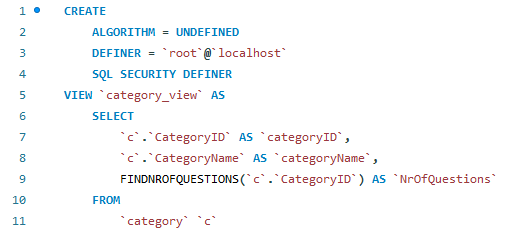 1 CREATE
2 ALGORITHM = UNDEFINED
3 DEFINER = `root`@`localhost`
4 SQL SECURITY DEFINER
5 VIEW `category_view` AS
6 SELECT
7 `c`.`CategoryID` AS `categoryID`,
8 `c`.`CategoryName` AS `categoryName`,
9 FINDNROFQUESTIONS(`c`.`CategoryID`) AS `NrOfQuestions`
10 FROM
11 `category` `c`